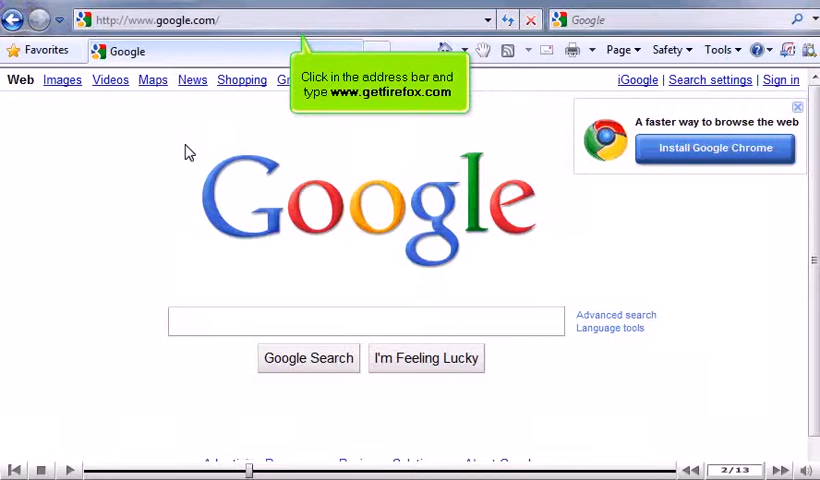 http://www.google.com/
Google
Favorites
Google
Page
Safety
Tools
Click in the address bar and
type www.getfirefox.com
Web Images Videos Maps News Shopping
iGoogle | Search settings | Sign in
A faster way to browse the web
Install Google Chrome
Google
Advanced search
Language tools
Google Search
I'm Feeling Lucky
2/13